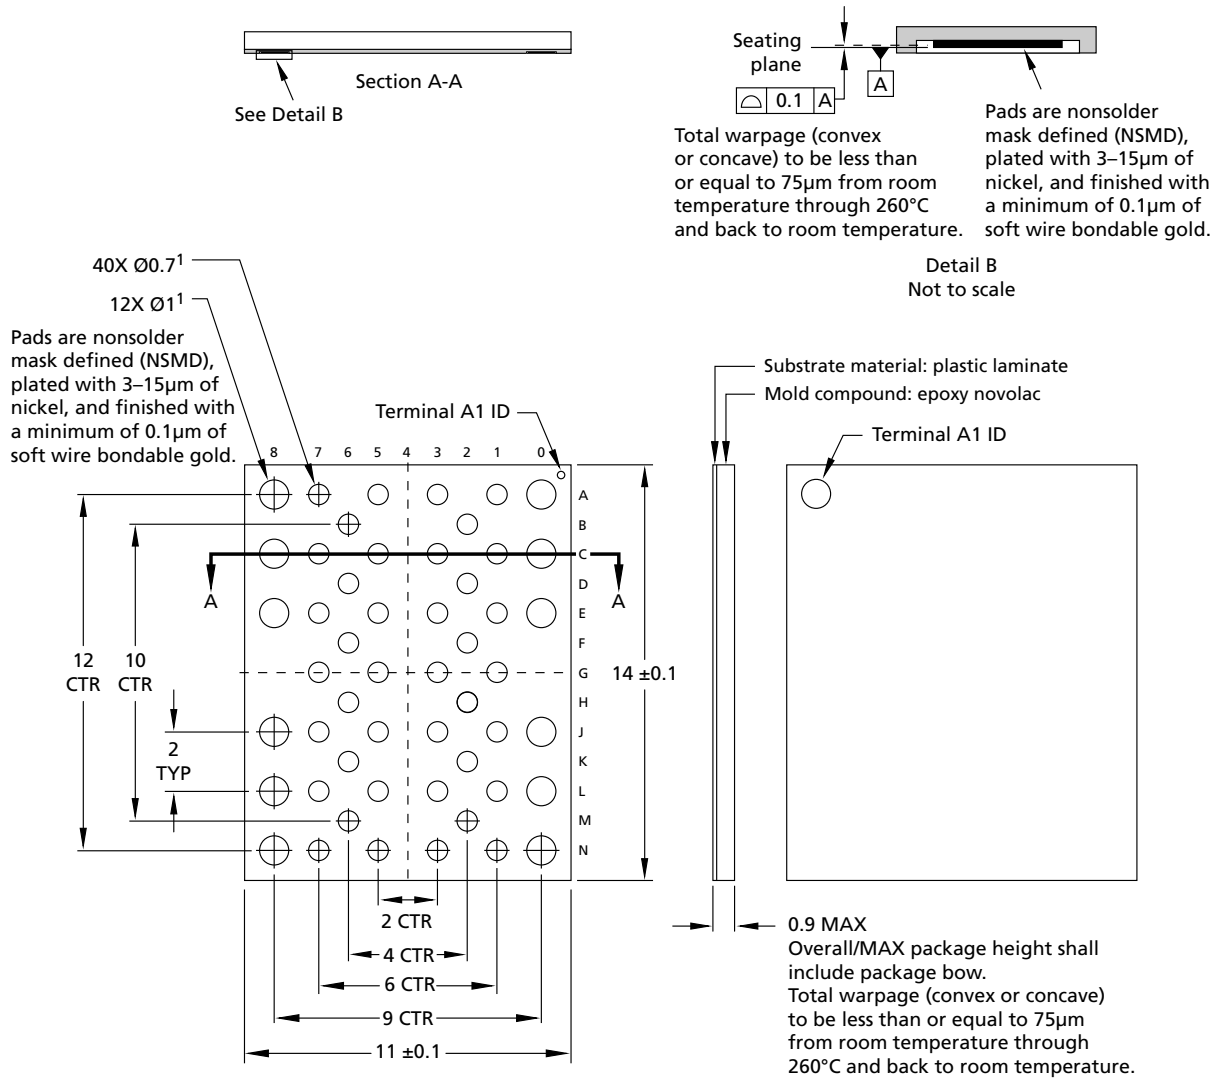 Section A-A
See Detail B
Seating
plane
0.1 A
A
Total warpage (convex
or concave) to be less than
or equal to 75µm from room
temperature through 260°C
and back to room temperature.
Pads are nonsolder
mask defined (NSMD),
plated with 3–15µm of
nickel, and finished with
a minimum of 0.1µm of
soft wire bondable gold.
Detail B
Not to scale
40X Ø0.7¹
12X Ø1¹
Pads are nonsolder
mask defined (NSMD),
plated with 3–15µm of
nickel, and finished with
a minimum of 0.1µm of
soft wire bondable gold.
Terminal A1 ID
8 7 6 5 4 3 2 1 0
A
B
C
D
E
F
G
H
J
K
L
M
N
A
A
12
CTR
10
CTR
2
TYP
14 ±0.1
2 CTR
4 CTR
6 CTR
9 CTR
11 ±0.1
Substrate material: plastic laminate
Mold compound: epoxy novolac
Terminal A1 ID
0.9 MAX
Overall/MAX package height shall
include package bow.
Total warpage (convex or concave)
to be less than or equal to 75µm
from room temperature through
260°C and back to room temperature.